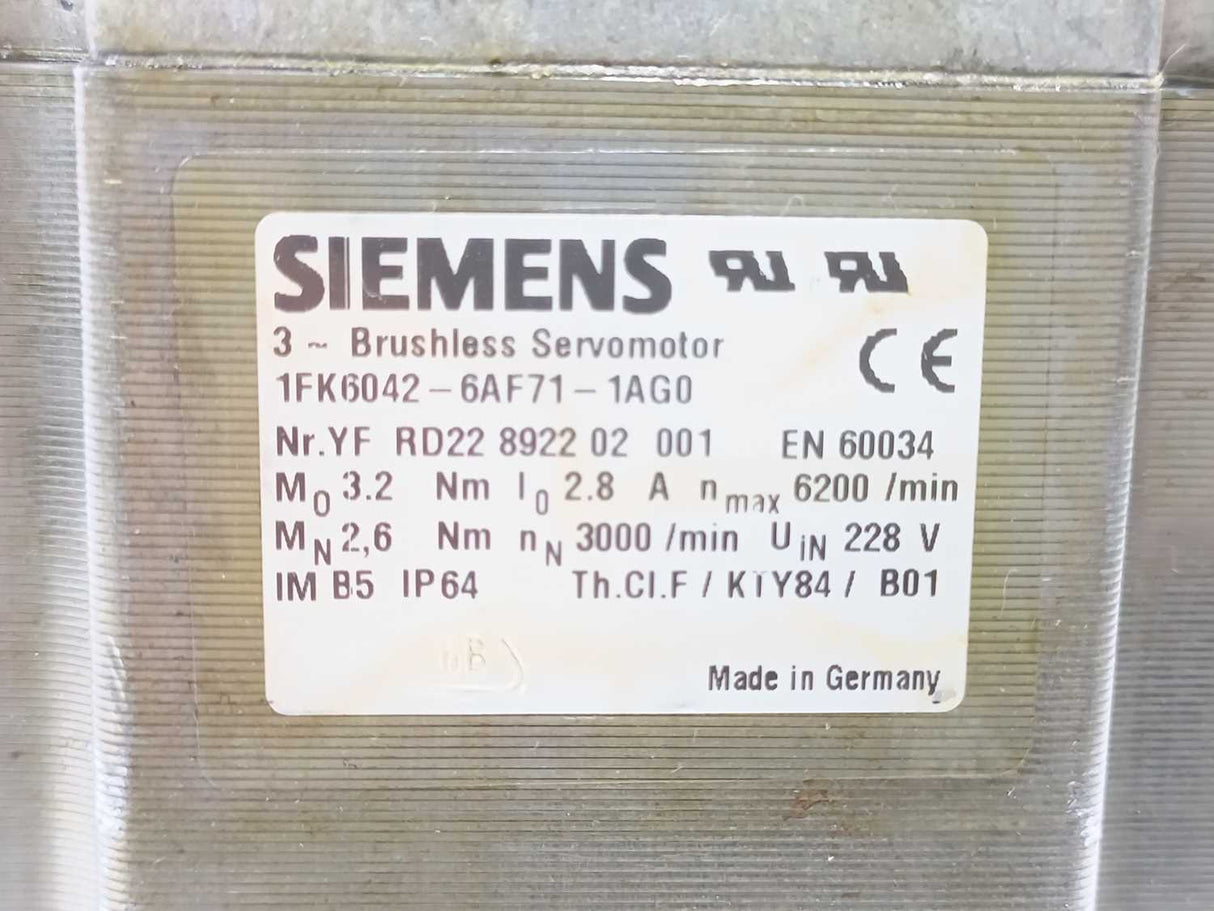 SIEMENS
3 ~ Brushless Servomotor
CE
1FK6042-6AF71-1AG0
Nr.YF RD22 8922 02 001 EN 60034
M0 3.2 Nm I0 2.8 A nmax 6200 /min
MN 2,6 Nm nN 3000 /min UiN 228 V
IM B5 IP64 Th.Cl.F / KTY84 / B01
Made in Germany